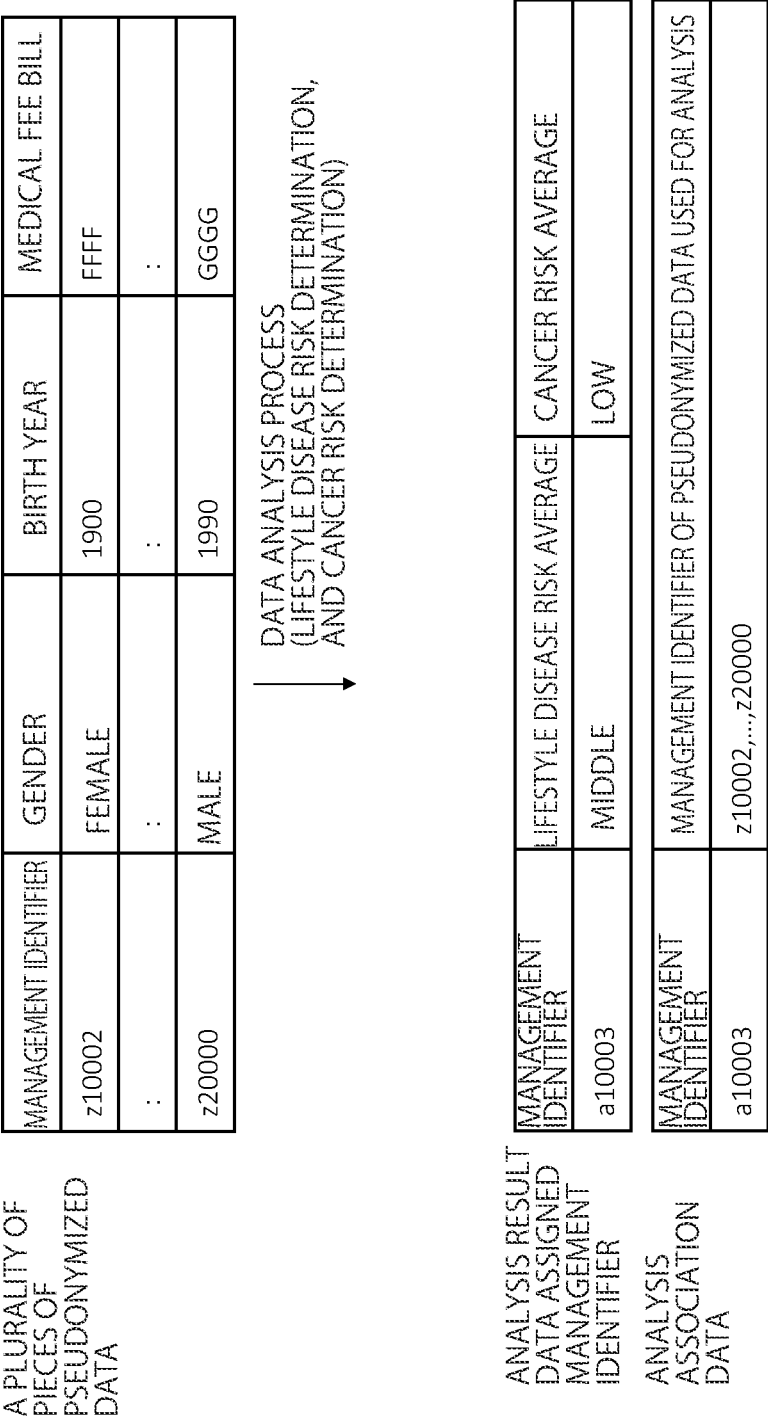 A PLURALITY OF
PIECES OF
PSEUDONYMIZED
DATA
MANAGEMENT IDENTIFIER GENDER BIRTH YEAR MEDICAL FEE BILL
z10002 FEMALE 1900 FFFF
: : : :
z20000 MALE 1990 GGGG
DATA ANALYSIS PROCESS
(LIFESTYLE DISEASE RISK DETERMINATION,
AND CANCER RISK DETERMINATION)
ANALYSIS RESULT
DATA ASSIGNED
MANAGEMENT
IDENTIFIER
MANAGEMENT
IDENTIFIER
LIFESTYLE DISEASE RISK AVERAGE CANCER RISK AVERAGE
a10003 MIDDLE LOW
ANALYSIS
ASSOCIATION
DATA
MANAGEMENT
IDENTIFIER
MANAGEMENT IDENTIFIER OF PSEUDONYMIZED DATA USED FOR ANALYSIS
a10003 z10002,...,z20000